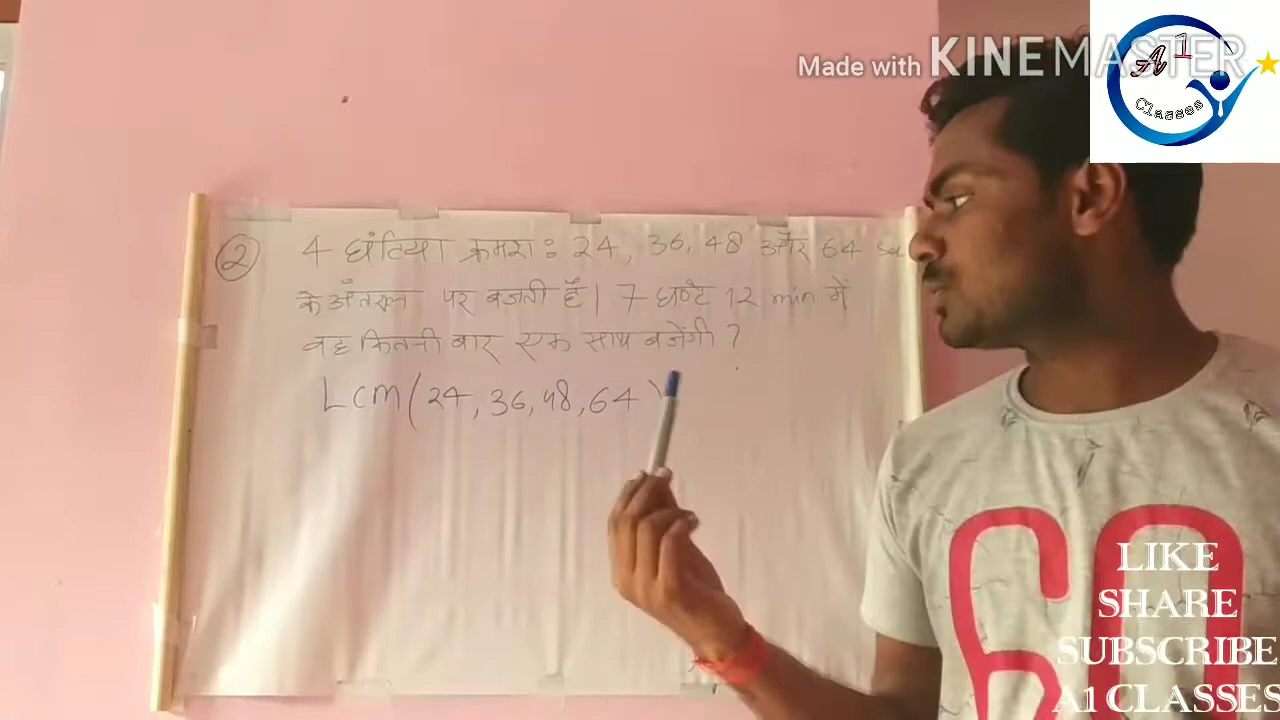 Made with KINEMASTER
A1
Classes
② 4 घंटिया क्रमश: 24, 36, 48 और 64 sec
के अंतराल पर बजती हैं। 7 घण्टे 12 min में
वह कितनी बार एक साथ बजेंगी ?
LCM(24, 36, 48, 64)
60
LIKE
SHARE
SUBSCRIBE
A1 CLASSES